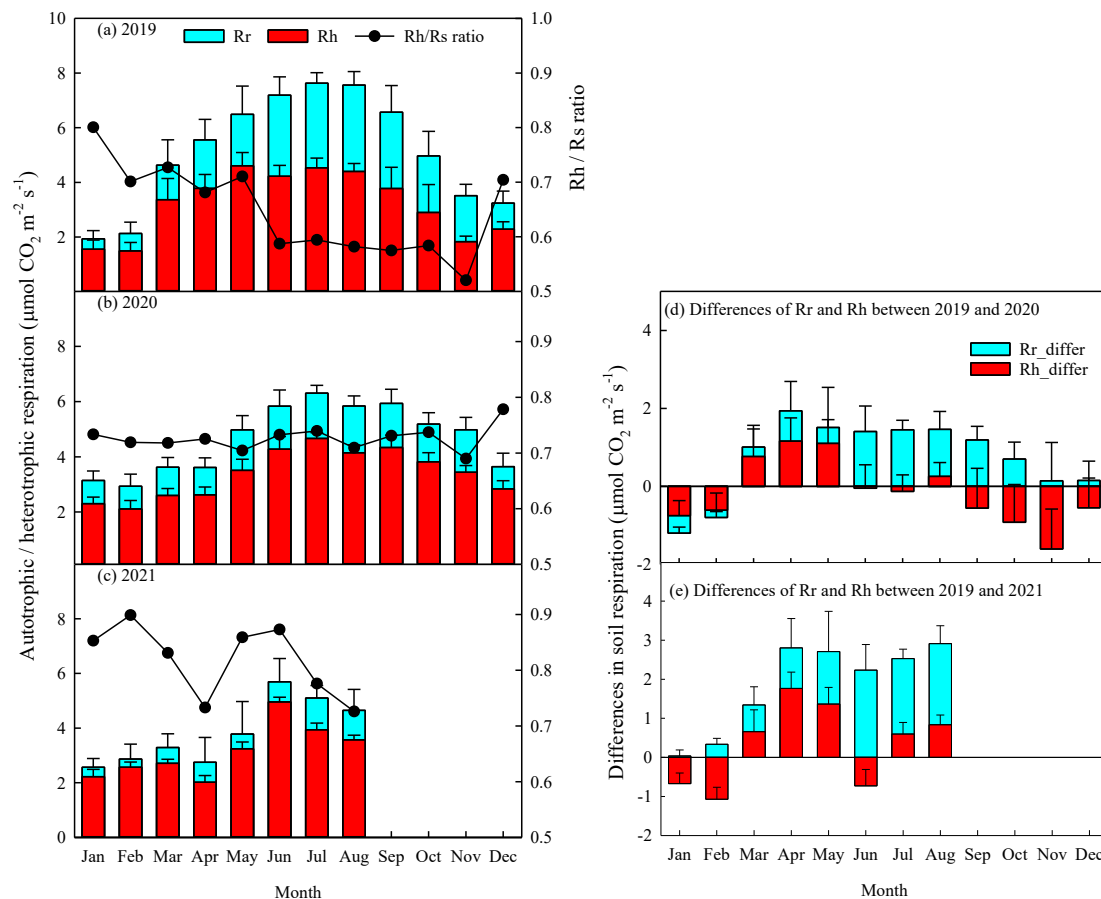 (a) 2019
Rr
Rh
Rh/Rs ratio
10
8
6
4
2
1.0
0.9
0.8
0.7
0.6
0.5
Rh / Rs ratio
(b) 2020
8
6
4
2
0.9
0.8
0.7
0.6
0.5
(c) 2021
8
6
4
2
0
0.9
0.8
0.7
0.6
0.5
Autotrophic / heterotrophic respiration (μmol CO₂ m⁻² s⁻¹)
Jan Feb Mar Apr May Jun Jul Aug Sep Oct Nov Dec
Month
(d) Differences of Rr and Rh between 2019 and 2020
Rr_differ
Rh_differ
4
2
0
-2
(e) Differences of Rr and Rh between 2019 and 2021
4
3
2
1
0
-1
-2
Differences in soil respiration (μmol CO₂ m⁻² s⁻¹)
Jan Feb Mar Apr May Jun Jul Aug Sep Oct Nov Dec
Month